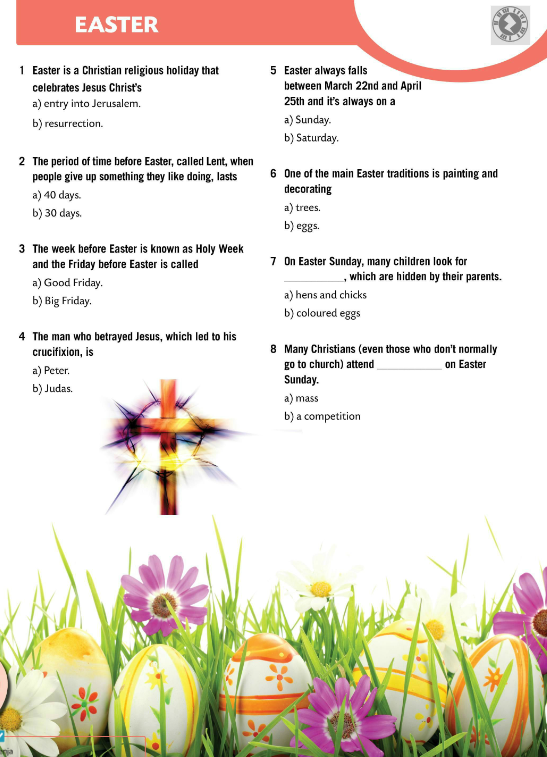 EASTER
1 Easter is a Christian religious holiday that
celebrates Jesus Christ's
a) entry into Jerusalem.
b) resurrection.
2 The period of time before Easter, called Lent, when
people give up something they like doing, lasts
a) 40 days.
b) 30 days.
3 The week before Easter is known as Holy Week
and the Friday before Easter is called
a) Good Friday.
b) Big Friday.
4 The man who betrayed Jesus, which led to his
crucifixion, is
a) Peter.
b) Judas.
5 Easter always falls
between March 22nd and April
25th and it's always on a
a) Sunday.
b) Saturday.
6 One of the main Easter traditions is painting and
decorating
a) trees.
b) eggs.
7 On Easter Sunday, many children look for
___________, which are hidden by their parents.
a) hens and chicks
b) coloured eggs
8 Many Christians (even those who don't normally
go to church) attend ____________ on Easter
Sunday.
a) mass
b) a competition